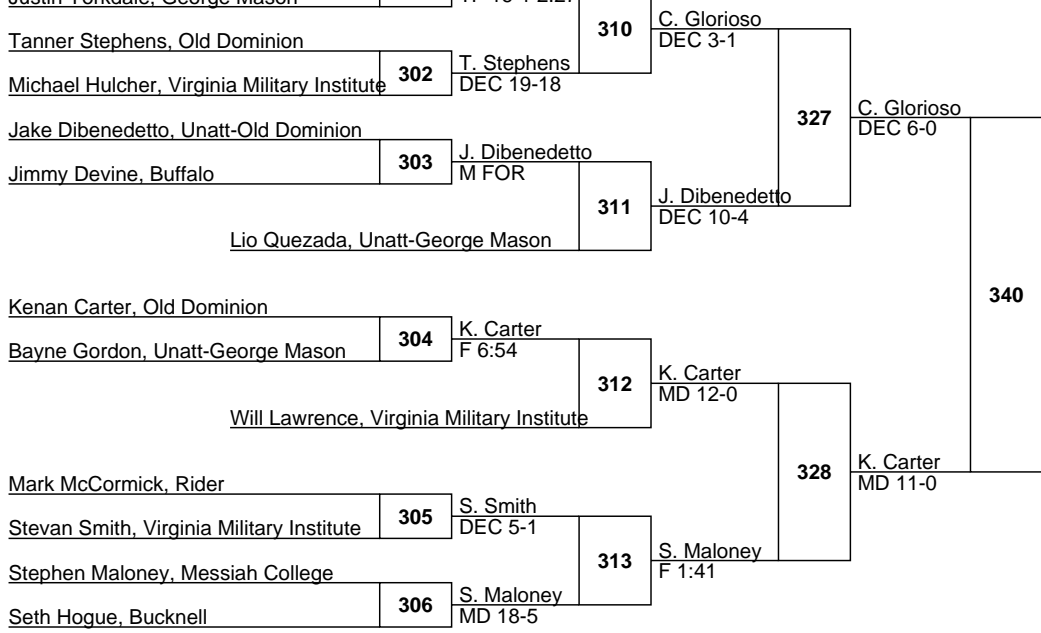 Justin Yorkdale, George Mason
C. Glorioso
310
DEC 3-1
Tanner Stephens, Old Dominion
302
T. Stephens
DEC 19-18
Michael Hulcher, Virginia Military Institute
C. Glorioso
327
DEC 6-0
Jake Dibenedetto, Unatt-Old Dominion
303
J. Dibenedetto
M FOR
Jimmy Devine, Buffalo
J. Dibenedetto
311
DEC 10-4
Lio Quezada, Unatt-George Mason
340
Kenan Carter, Old Dominion
304
K. Carter
F 6:54
Bayne Gordon, Unatt-George Mason
K. Carter
312
MD 12-0
Will Lawrence, Virginia Military Institute
K. Carter
328
MD 11-0
Mark McCormick, Rider
305
S. Smith
DEC 5-1
Stevan Smith, Virginia Military Institute
S. Maloney
313
F 1:41
Stephen Maloney, Messiah College
306
S. Maloney
MD 18-5
Seth Hogue, Bucknell